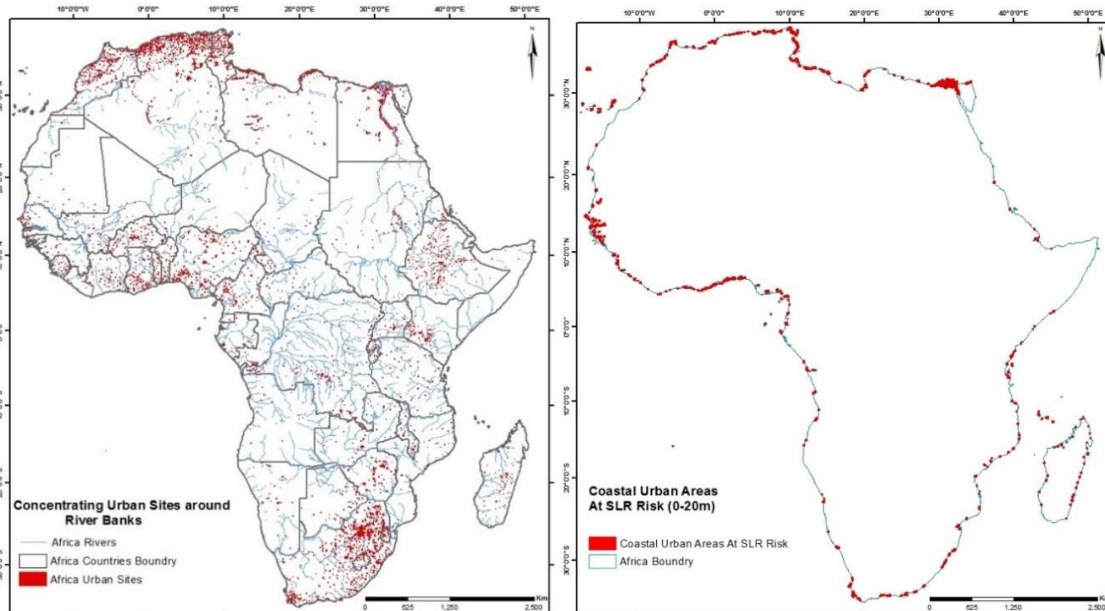 10°0'0"W 0°0'0"E 10°0'0"E 20°0'0"E 30°0'0"E 40°0'0"E 50°0'0"E
N
Concentrating Urban Sites around
River Banks
Africa Rivers
Africa Countries Boundry
Africa Urban Sites
Km
0 625 1,250 2,500
10°0'0"W 0°0'0"E 10°0'0"E 20°0'0"E 30°0'0"E 40°0'0"E 50°0'0"E
N
30°0'0"N
20°0'0"N
10°0'0"N
0°0'0"
10°0'0"S
20°0'0"S
30°0'0"S
Coastal Urban Areas
At SLR Risk (0-20m)
Coastal Urban Areas At SLR Risk
Africa Boundry
Km
0 625 1,250 2,500